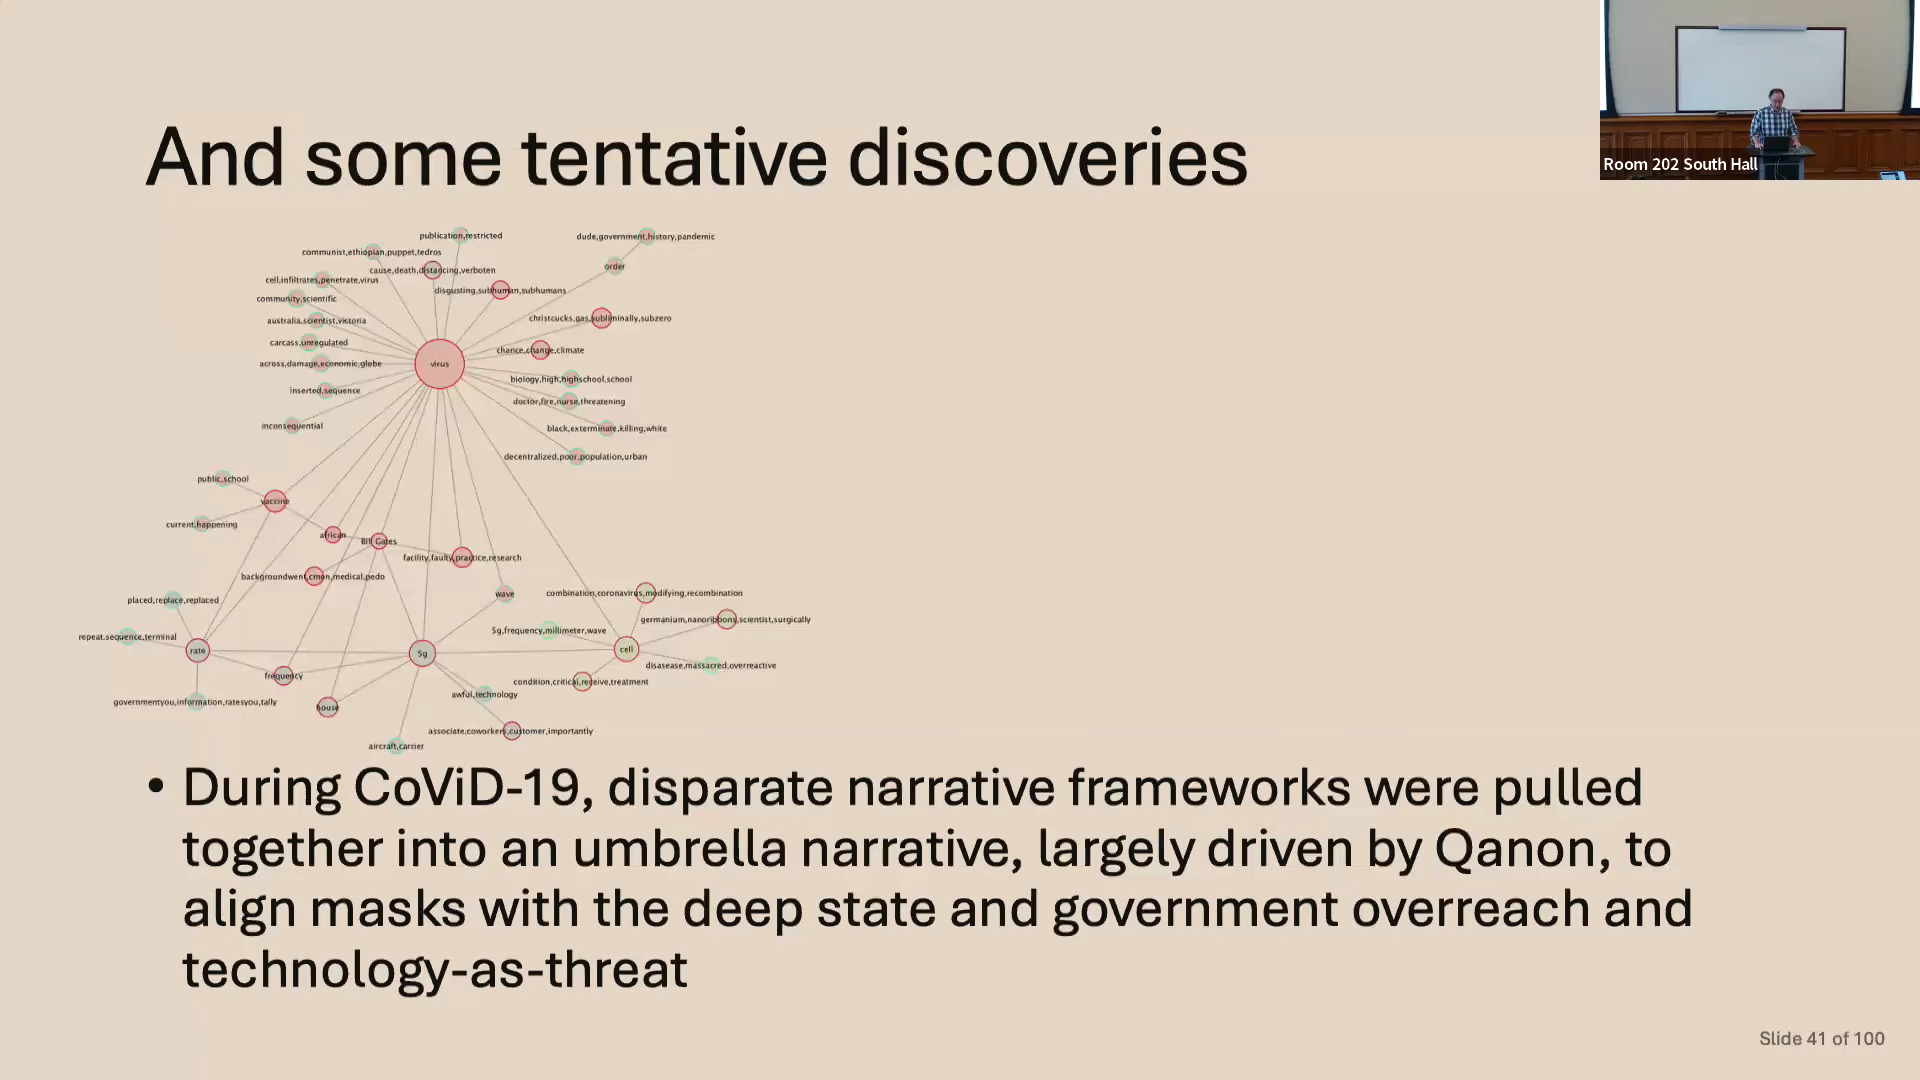 Room 202 South Hall
And some tentative discoveries
publication,restricted
dude,government,history,pandemic
communist,ethiopian,puppet,tedros
order
cause,death,distancing,verboten
cell,infiltrates,penetrate,virus
disgusting,subhuman,subhumans
community,scientific
christcucks,gas,subliminally,subzero
australia,scientist,victoria
carcass,unregulated
chance,change,climate
across,damage,economic,globe
virus
biology,high,highschool,school
inserted,sequence
doctor,fire,nurse,threatening
inconsequential
black,exterminate,killing,white
decentralized,poor,population,urban
public,school
vaccine
current,happening
african
Bill Gates
facility,faulty,practice,research
backgroundwent,cmon,medical,pedo
wave
combination,coronavirus,modifying,recombination
placed,replace,replaced
germanium,nanoribbons,scientist,surgically
5g,frequency,millimeter,wave
repeat,sequence,terminal
rate
5g
cell
disasease,massacred,overreactive
frequency
condition,critical,receive,treatment
awful,technology
governmentyou,information,ratesyou,tally
house
associate,coworkers,customer,importantly
aircraft,carrier
• During CoViD-19, disparate narrative frameworks were pulled
together into an umbrella narrative, largely driven by Qanon, to
align masks with the deep state and government overreach and
technology-as-threat
Slide 41 of 100